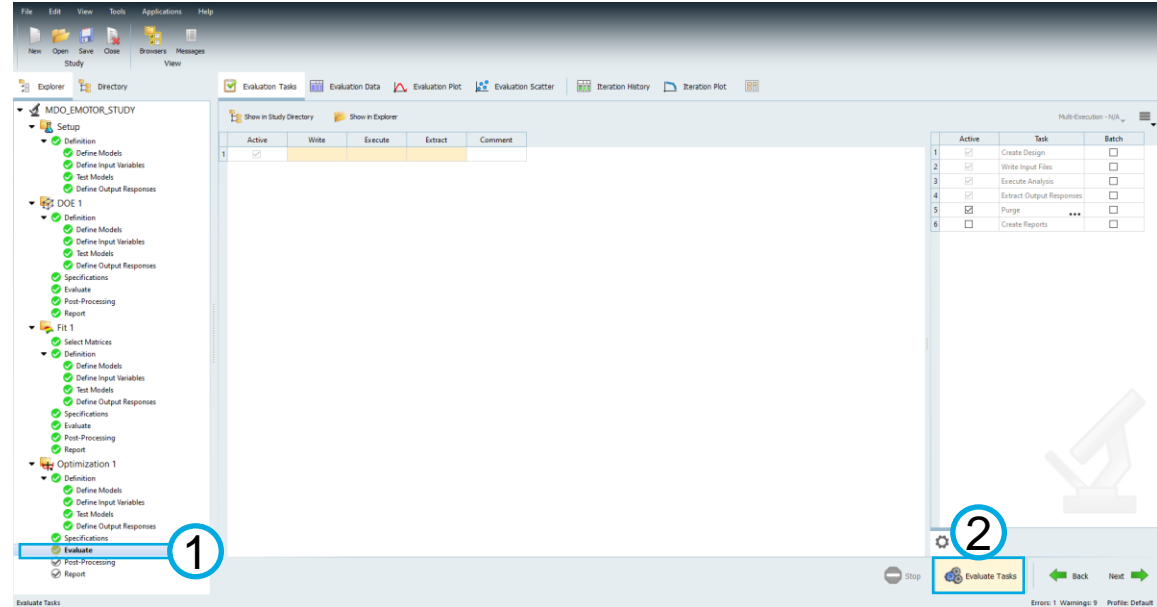 File Edit View Tools Applications Help
New Open Save Close Browsers Messages
Study View
Explorer Directory
Evaluation Tasks Evaluation Data Evaluation Plot Evaluation Scatter Iteration History Iteration Plot
MDO_EMOTOR_STUDY
Setup
Definition
Define Models
Define Input Variables
Test Models
Define Output Responses
DOE 1
Definition
Define Models
Define Input Variables
Test Models
Define Output Responses
Specifications
Evaluate
Post-Processing
Report
Fit 1
Select Matrices
Definition
Define Models
Define Input Variables
Test Models
Define Output Responses
Specifications
Evaluate
Post-Processing
Report
Optimization 1
Definition
Define Models
Define Input Variables
Test Models
Define Output Responses
Specifications
Evaluate
Post-Processing
Report
1
Show in Study Directory Show in Explorer
Multi-Execution - N/A
Active Write Execute Extract Comment
1
Active Task Batch
1 Create Design
2 Write Input Files
3 Execute Analysis
4 Extract Output Responses
5 Purge ...
6 Create Reports
2
Stop Evaluate Tasks Back Next
Evaluate Tasks
Errors: 1 Warnings: 9 Profile: Default